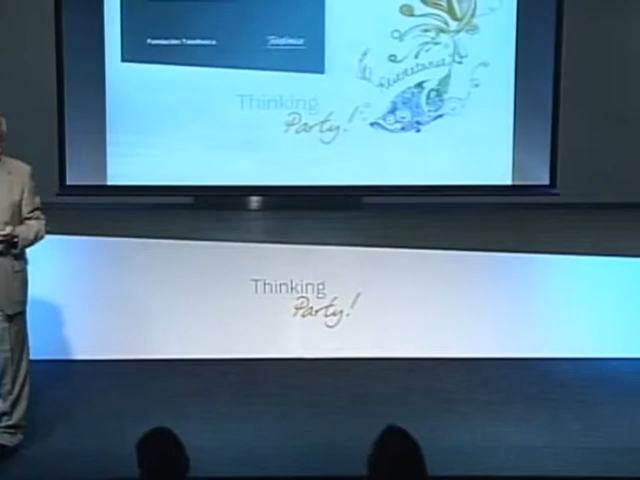 Fundación Telefónica
Telefónica
Thinking
Party!
Thinking
Party!